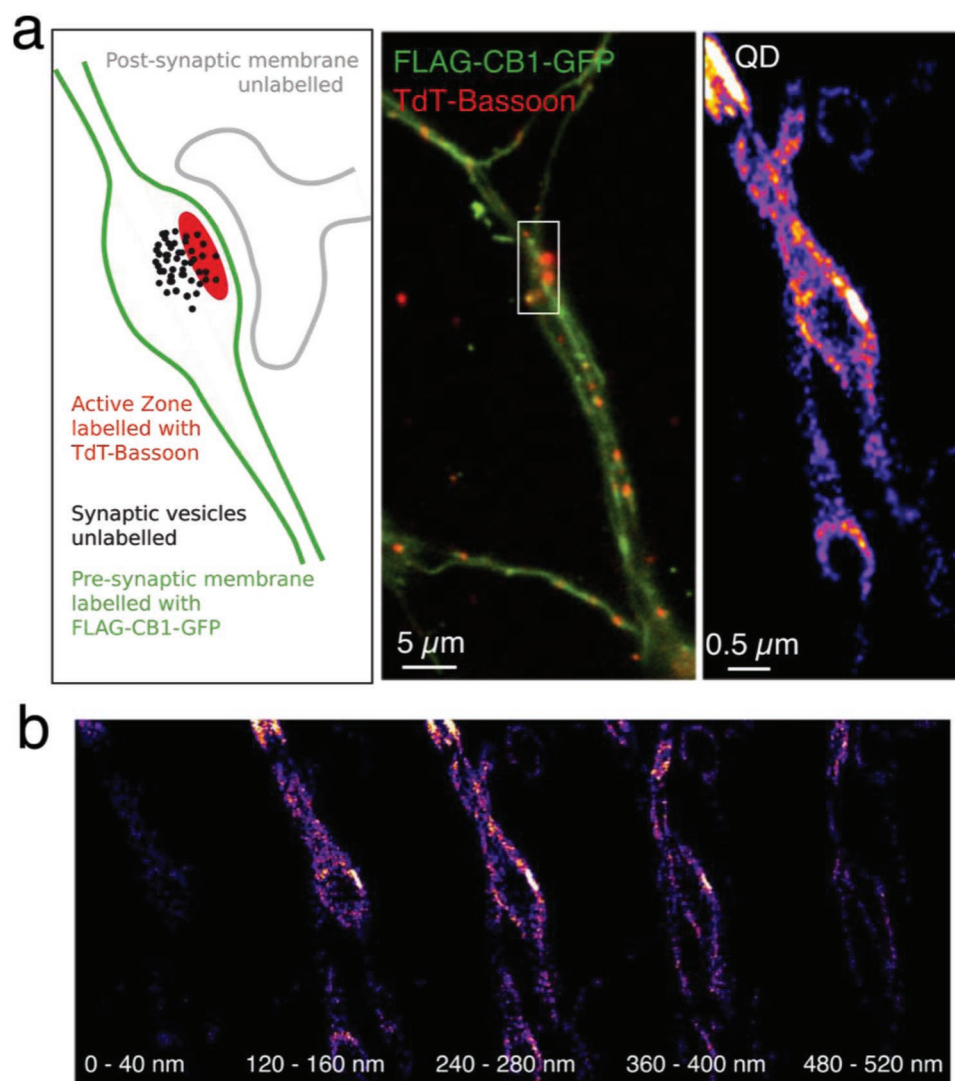 a
Post-synaptic membrane
unlabelled
Active Zone
labelled with
TdT-Bassoon
Synaptic vesicles
unlabelled
Pre-synaptic membrane
labelled with
FLAG-CB1-GFP
FLAG-CB1-GFP
TdT-Bassoon
5 µm
QD
0.5 µm
b
0 - 40 nm
120 - 160 nm
240 - 280 nm
360 - 400 nm
480 - 520 nm